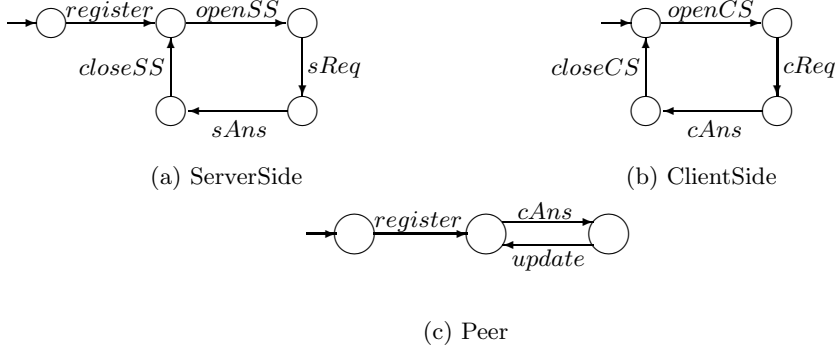 register openSS openCS
closeSS sReq closeCS cReq
sAns cAns
(a) ServerSide (b) ClientSide
register cAns
update
(c) Peer